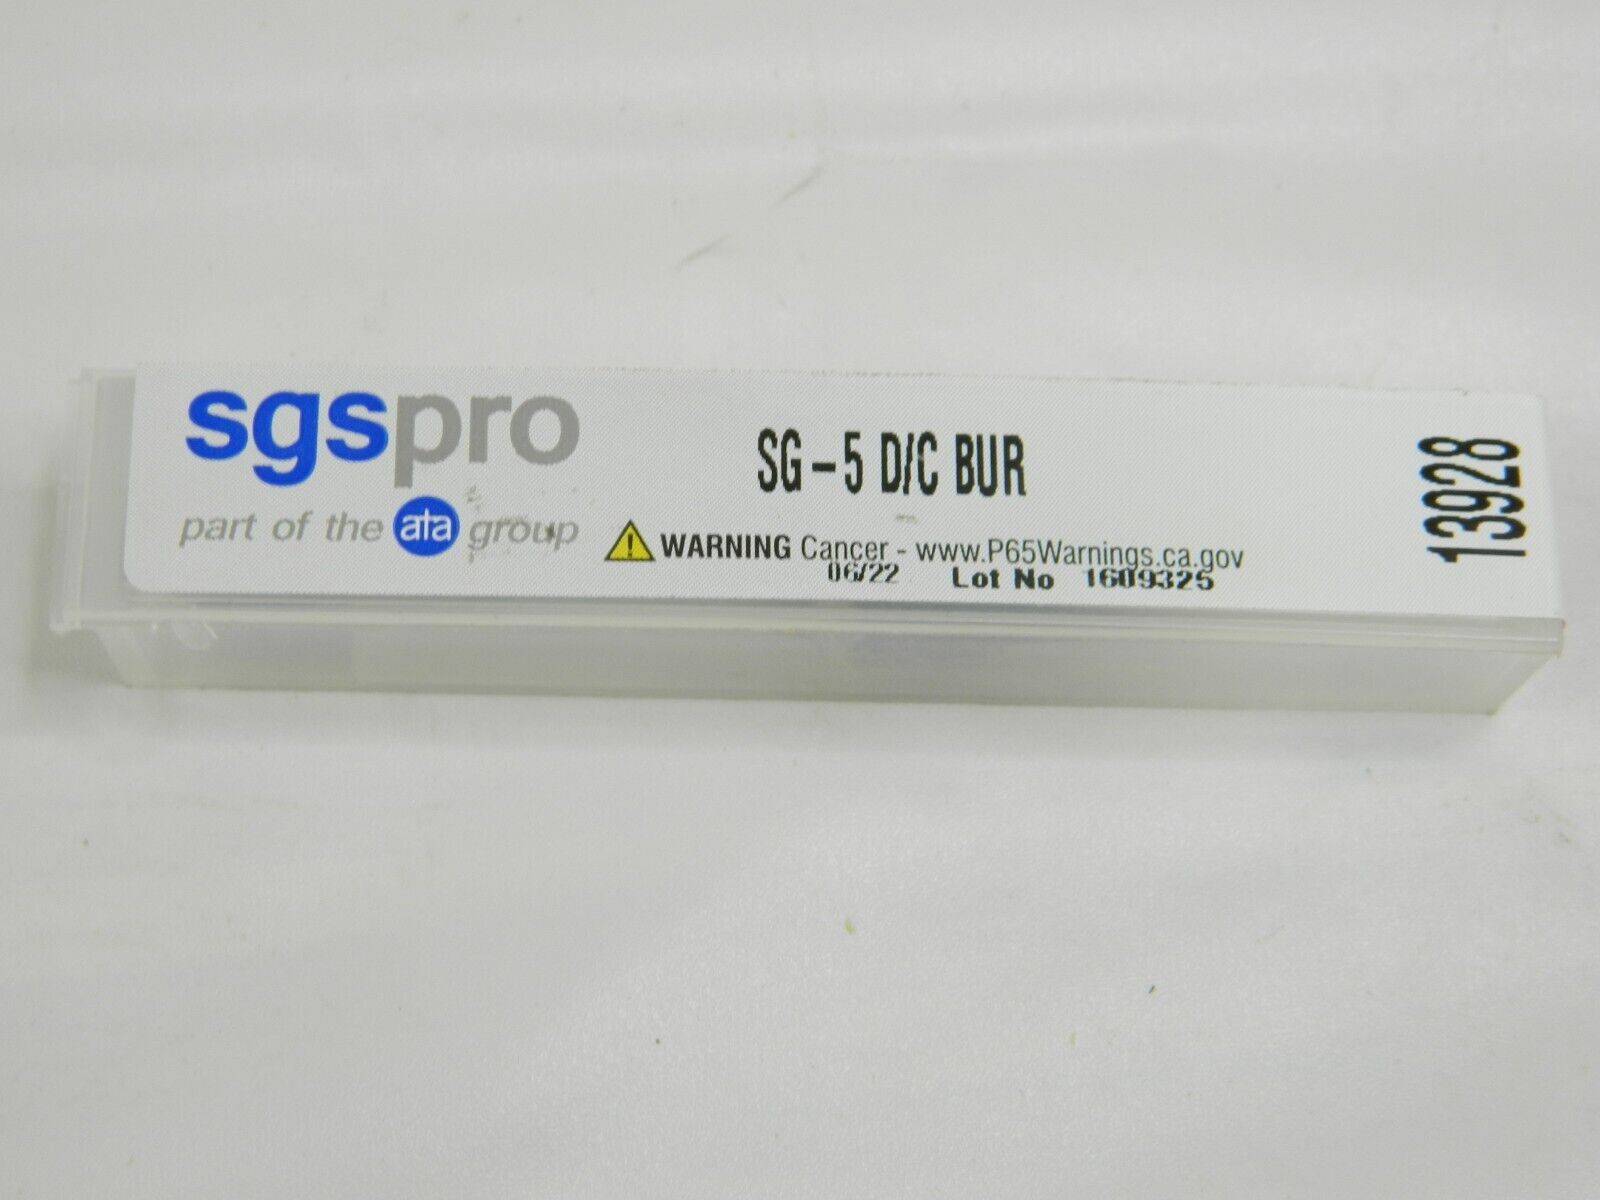 sgspro
part of the ata group
SG-5 D/C BUR
WARNING Cancer - www.P65Warnings.ca.gov
06/22 Lot No 1609325
13928